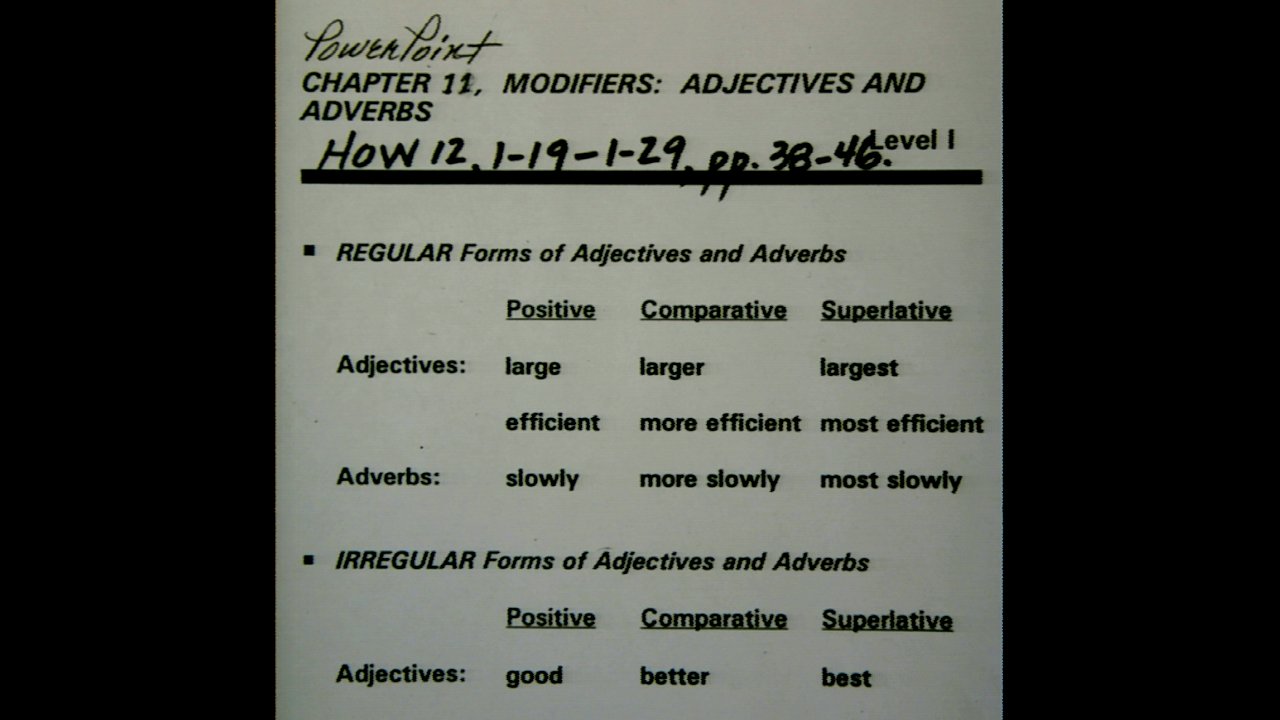 PowerPoint
CHAPTER 11, MODIFIERS: ADJECTIVES AND
ADVERBS
HOW 12, 1-19-1-29, pp. 38-46. Level I
▪ REGULAR Forms of Adjectives and Adverbs
Positive Comparative Superlative
Adjectives: large larger largest
efficient more efficient most efficient
Adverbs: slowly more slowly most slowly
▪ IRREGULAR Forms of Adjectives and Adverbs
Positive Comparative Superlative
Adjectives: good better best